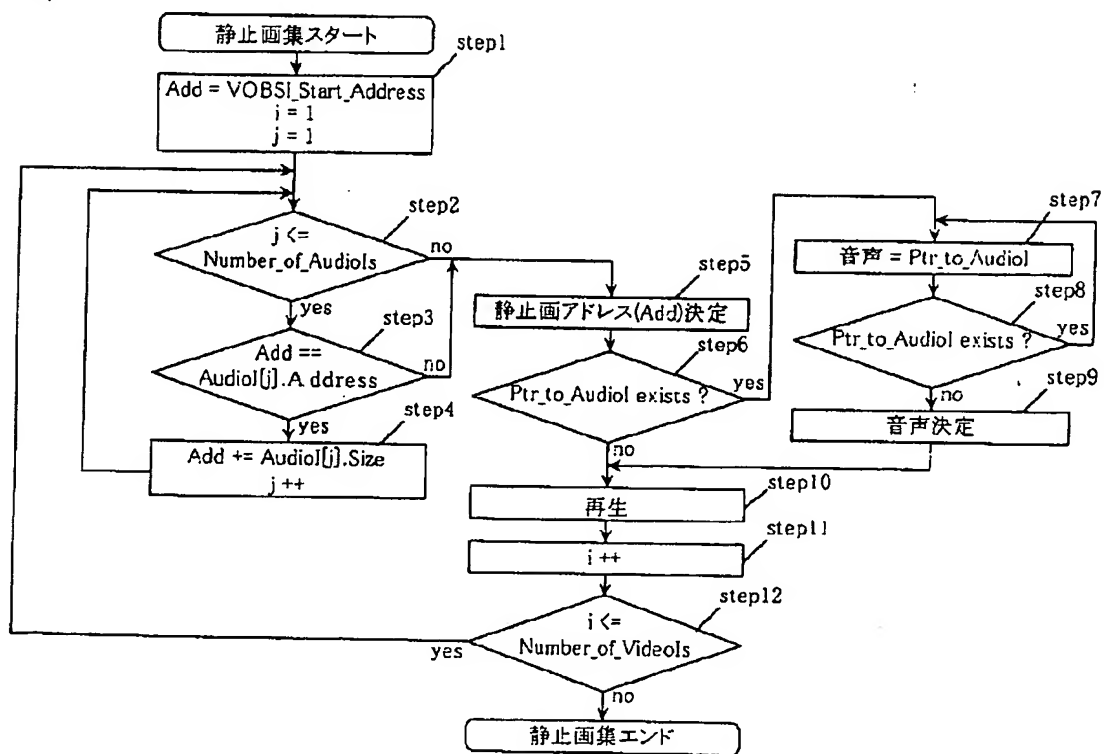 静止画集スタート
step1
Add = VOBSI_Start_Address
i = 1
j = 1
step2
j <=
Number_of_AudioIs
no
yes
step3
Add ==
AudioI[j].Address
no
yes
step4
Add += AudioI[j].Size
j ++
step5
静止画アドレス(Add)決定
step6
Ptr_to_AudioI exists ?
yes
no
step7
音声 = Ptr_to_AudioI
step8
Ptr_to_AudioI exists ?
yes
no
step9
音声決定
step10
再生
step11
i ++
step12
i <=
Number_of_VideoIs
yes
no
静止画集エンド